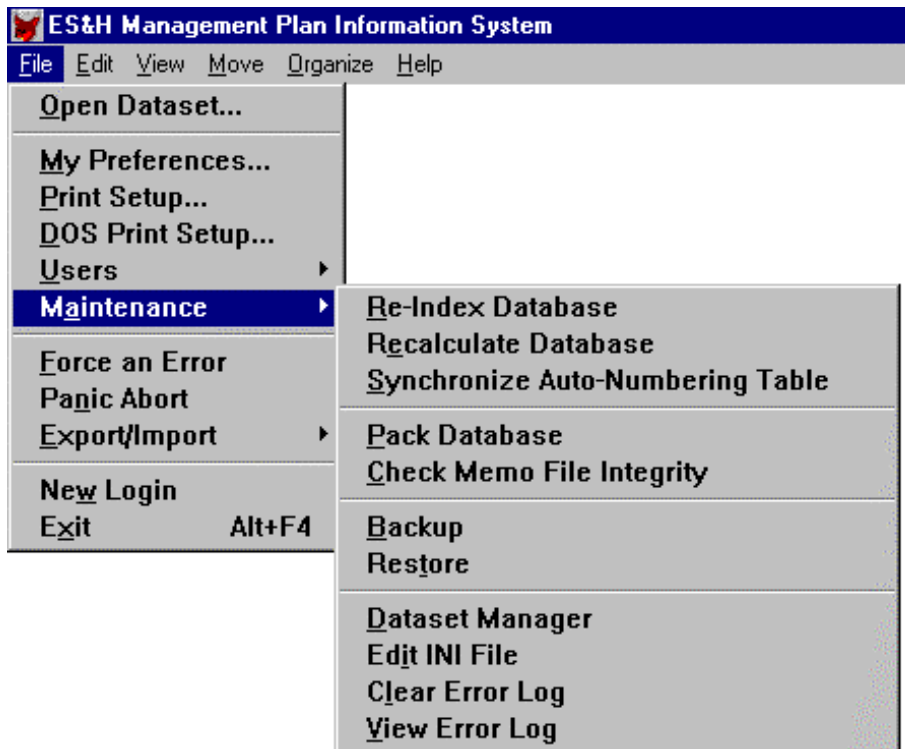 ES&H Management Plan Information System
File Edit View Move Organize Help
Open Dataset...
My Preferences...
Print Setup...
DOS Print Setup...
Users
Maintenance
Force an Error
Panic Abort
Export/Import
New Login
Exit Alt+F4
Re-Index Database
Recalculate Database
Synchronize Auto-Numbering Table
Pack Database
Check Memo File Integrity
Backup
Restore
Dataset Manager
Edit INI File
Clear Error Log
View Error Log